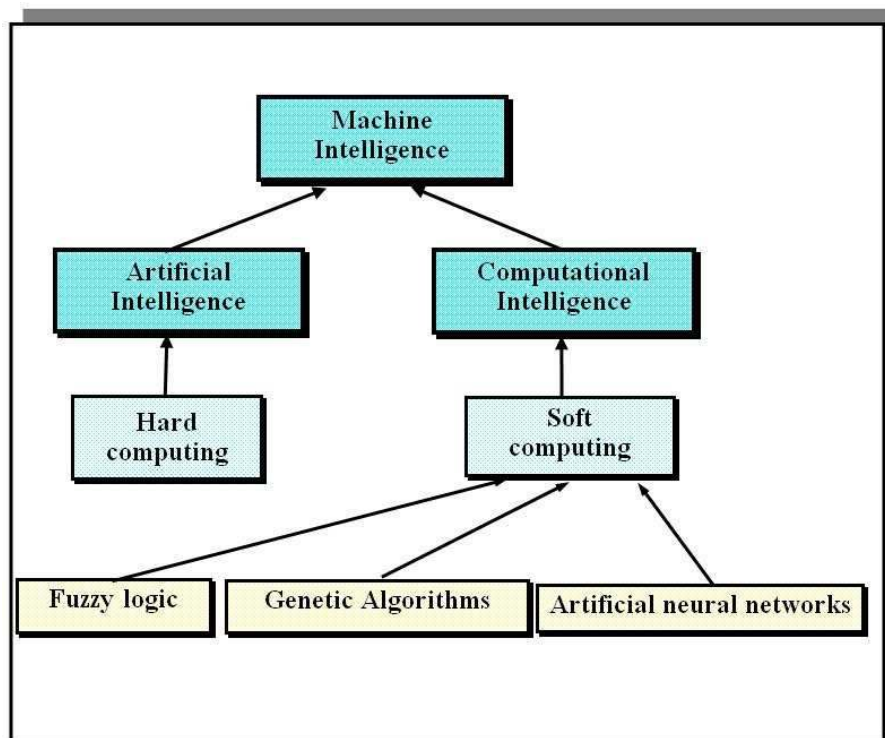 Machine
Intelligence
Artificial
Intelligence
Computational
Intelligence
Hard
computing
Soft
computing
Fuzzy logic
Genetic Algorithms
Artificial neural networks